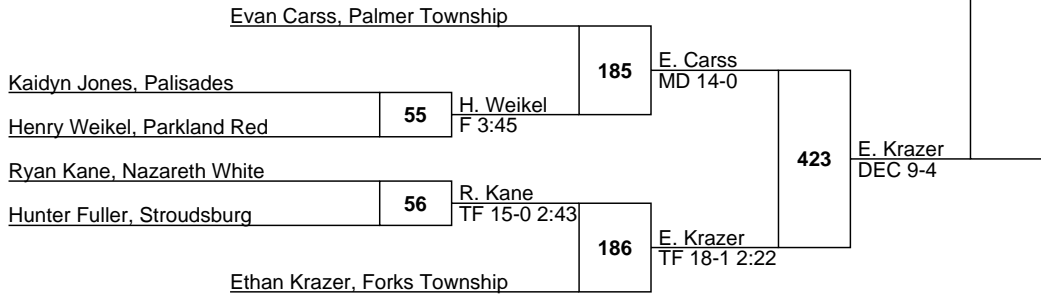 Evan Carss, Palmer Township
185
E. Carss
MD 14-0
Kaidyn Jones, Palisades
55
H. Weikel
F 3:45
Henry Weikel, Parkland Red
423
E. Krazer
DEC 9-4
Ryan Kane, Nazareth White
56
R. Kane
TF 15-0 2:43
Hunter Fuller, Stroudsburg
186
E. Krazer
TF 18-1 2:22
Ethan Krazer, Forks Township